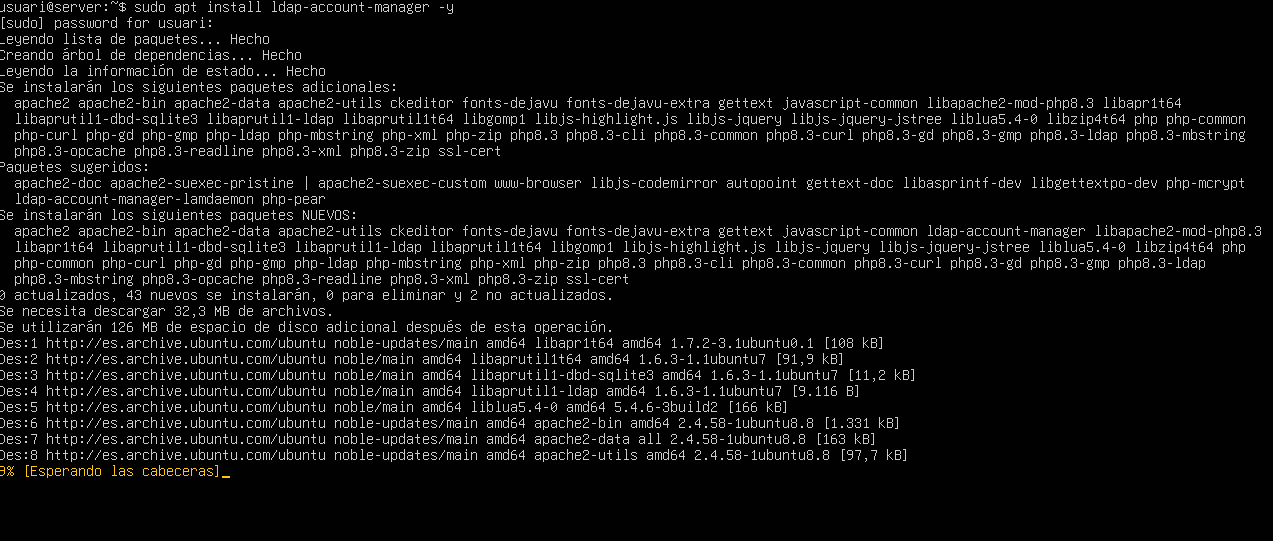 usuari@server:~$ sudo apt install ldap-account-manager -y
[sudo] password for usuari:
Leyendo lista de paquetes... Hecho
Creando árbol de dependencias... Hecho
Leyendo la información de estado... Hecho
Se instalarán los siguientes paquetes adicionales:
apache2 apache2-bin apache2-data apache2-utils ckeditor fonts-dejavu fonts-dejavu-extra gettext javascript-common libapache2-mod-php8.3 libapr1t64
libaprutil1-dbd-sqlite3 libaprutil1-ldap libaprutil1t64 libgomp1 libjs-highlight.js libjs-jquery libjs-jquery-jstree liblua5.4-0 libzip4t64 php php-common
php-curl php-gd php-gmp php-ldap php-mbstring php-xml php-zip php8.3 php8.3-cli php8.3-common php8.3-curl php8.3-gd php8.3-gmp php8.3-ldap php8.3-mbstring
php8.3-opcache php8.3-readline php8.3-xml php8.3-zip ssl-cert
Paquetes sugeridos:
apache2-doc apache2-suexec-pristine | apache2-suexec-custom www-browser libjs-codemirror autopoint gettext-doc libasprintf-dev libgettextpo-dev php-mcrypt
ldap-account-manager-lamdaemon php-pear
Se instalarán los siguientes paquetes NUEVOS:
apache2 apache2-bin apache2-data apache2-utils ckeditor fonts-dejavu fonts-dejavu-extra gettext javascript-common ldap-account-manager libapache2-mod-php8.3
libapr1t64 libaprutil1-dbd-sqlite3 libaprutil1-ldap libaprutil1t64 libgomp1 libjs-highlight.js libjs-jquery libjs-jquery-jstree liblua5.4-0 libzip4t64 php
php-common php-curl php-gd php-gmp php-ldap php-mbstring php-xml php-zip php8.3 php8.3-cli php8.3-common php8.3-curl php8.3-gd php8.3-gmp php8.3-ldap
php8.3-mbstring php8.3-opcache php8.3-readline php8.3-xml php8.3-zip ssl-cert
0 actualizados, 43 nuevos se instalarán, 0 para eliminar y 2 no actualizados.
Se necesita descargar 32,3 MB de archivos.
Se utilizarán 126 MB de espacio de disco adicional después de esta operación.
Des:1 http://es.archive.ubuntu.com/ubuntu noble-updates/main amd64 libapr1t64 amd64 1.7.2-3.1ubuntu0.1 [108 kB]
Des:2 http://es.archive.ubuntu.com/ubuntu noble/main amd64 libaprutil1t64 amd64 1.6.3-1.1ubuntu7 [91,9 kB]
Des:3 http://es.archive.ubuntu.com/ubuntu noble/main amd64 libaprutil1-dbd-sqlite3 amd64 1.6.3-1.1ubuntu7 [11,2 kB]
Des:4 http://es.archive.ubuntu.com/ubuntu noble/main amd64 libaprutil1-ldap amd64 1.6.3-1.1ubuntu7 [9.116 B]
Des:5 http://es.archive.ubuntu.com/ubuntu noble/main amd64 liblua5.4-0 amd64 5.4.6-3build2 [166 kB]
Des:6 http://es.archive.ubuntu.com/ubuntu noble-updates/main amd64 apache2-bin amd64 2.4.58-1ubuntu8.8 [1.331 kB]
Des:7 http://es.archive.ubuntu.com/ubuntu noble-updates/main amd64 apache2-data all 2.4.58-1ubuntu8.8 [163 kB]
Des:8 http://es.archive.ubuntu.com/ubuntu noble-updates/main amd64 apache2-utils amd64 2.4.58-1ubuntu8.8 [97,7 kB]
9% [Esperando las cabeceras]